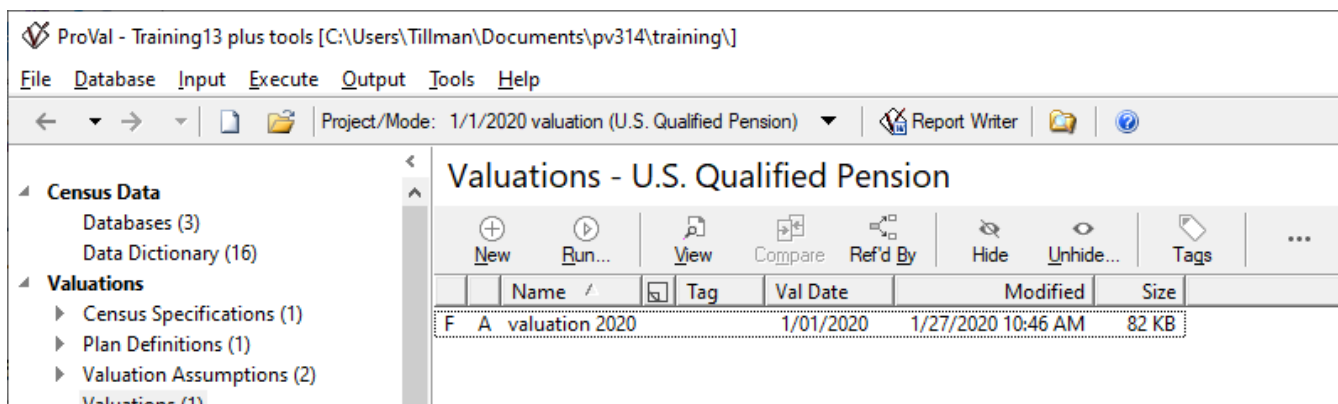 ProVal - Training13 plus tools [C:\Users\Tillman\Documents\pv314\training\]
File Database Input Execute Output Tools Help
Project/Mode: 1/1/2020 valuation (U.S. Qualified Pension) Report Writer
Census Data
Databases (3)
Data Dictionary (16)
Valuations
Census Specifications (1)
Plan Definitions (1)
Valuation Assumptions (2)
Valuations (1)
Valuations - U.S. Qualified Pension
New Run... View Compare Ref'd By Hide Unhide... Tags ...
Name Tag Val Date Modified Size
F A valuation 2020 1/01/2020 1/27/2020 10:46 AM 82 KB